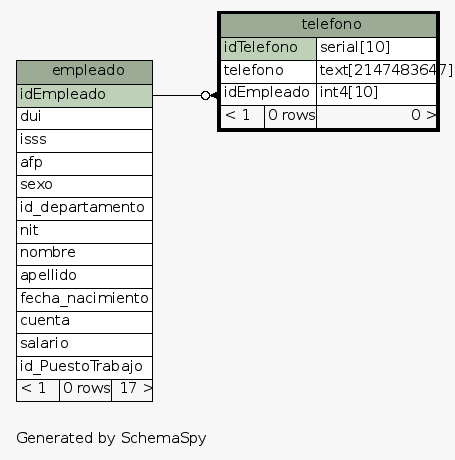 telefono
idTelefono serial[10]
telefono text[2147483647]
idEmpleado int4[10]
< 1 0 rows 0 >
empleado
idEmpleado
dui
isss
afp
sexo
id_departamento
nit
nombre
apellido
fecha_nacimiento
cuenta
salario
id_PuestoTrabajo
< 1 0 rows 17 >
Generated by SchemaSpy